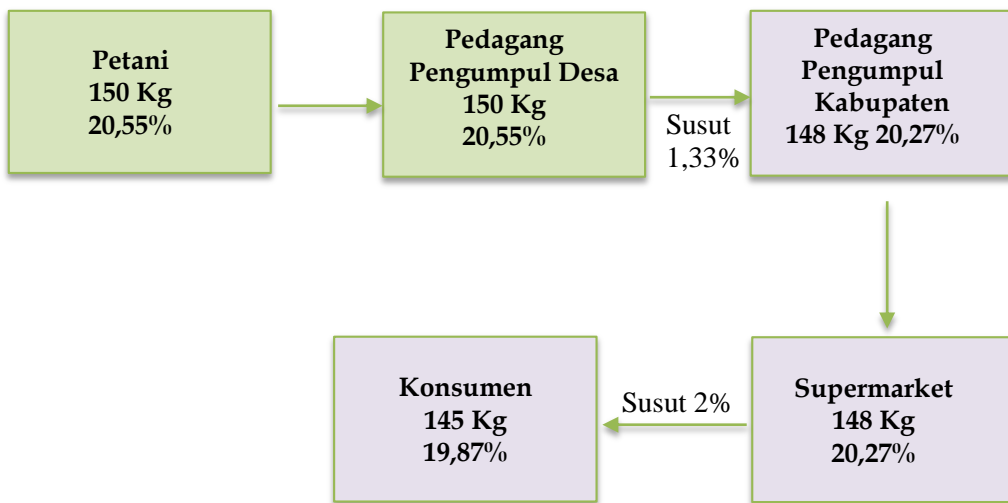 Petani
150 Kg
20,55%
Pedagang
Pengumpul Desa
150 Kg
20,55%
Susut
1,33%
Pedagang
Pengumpul
Kabupaten
148 Kg 20,27%
Supermarket
148 Kg
20,27%
Susut 2%
Konsumen
145 Kg
19,87%